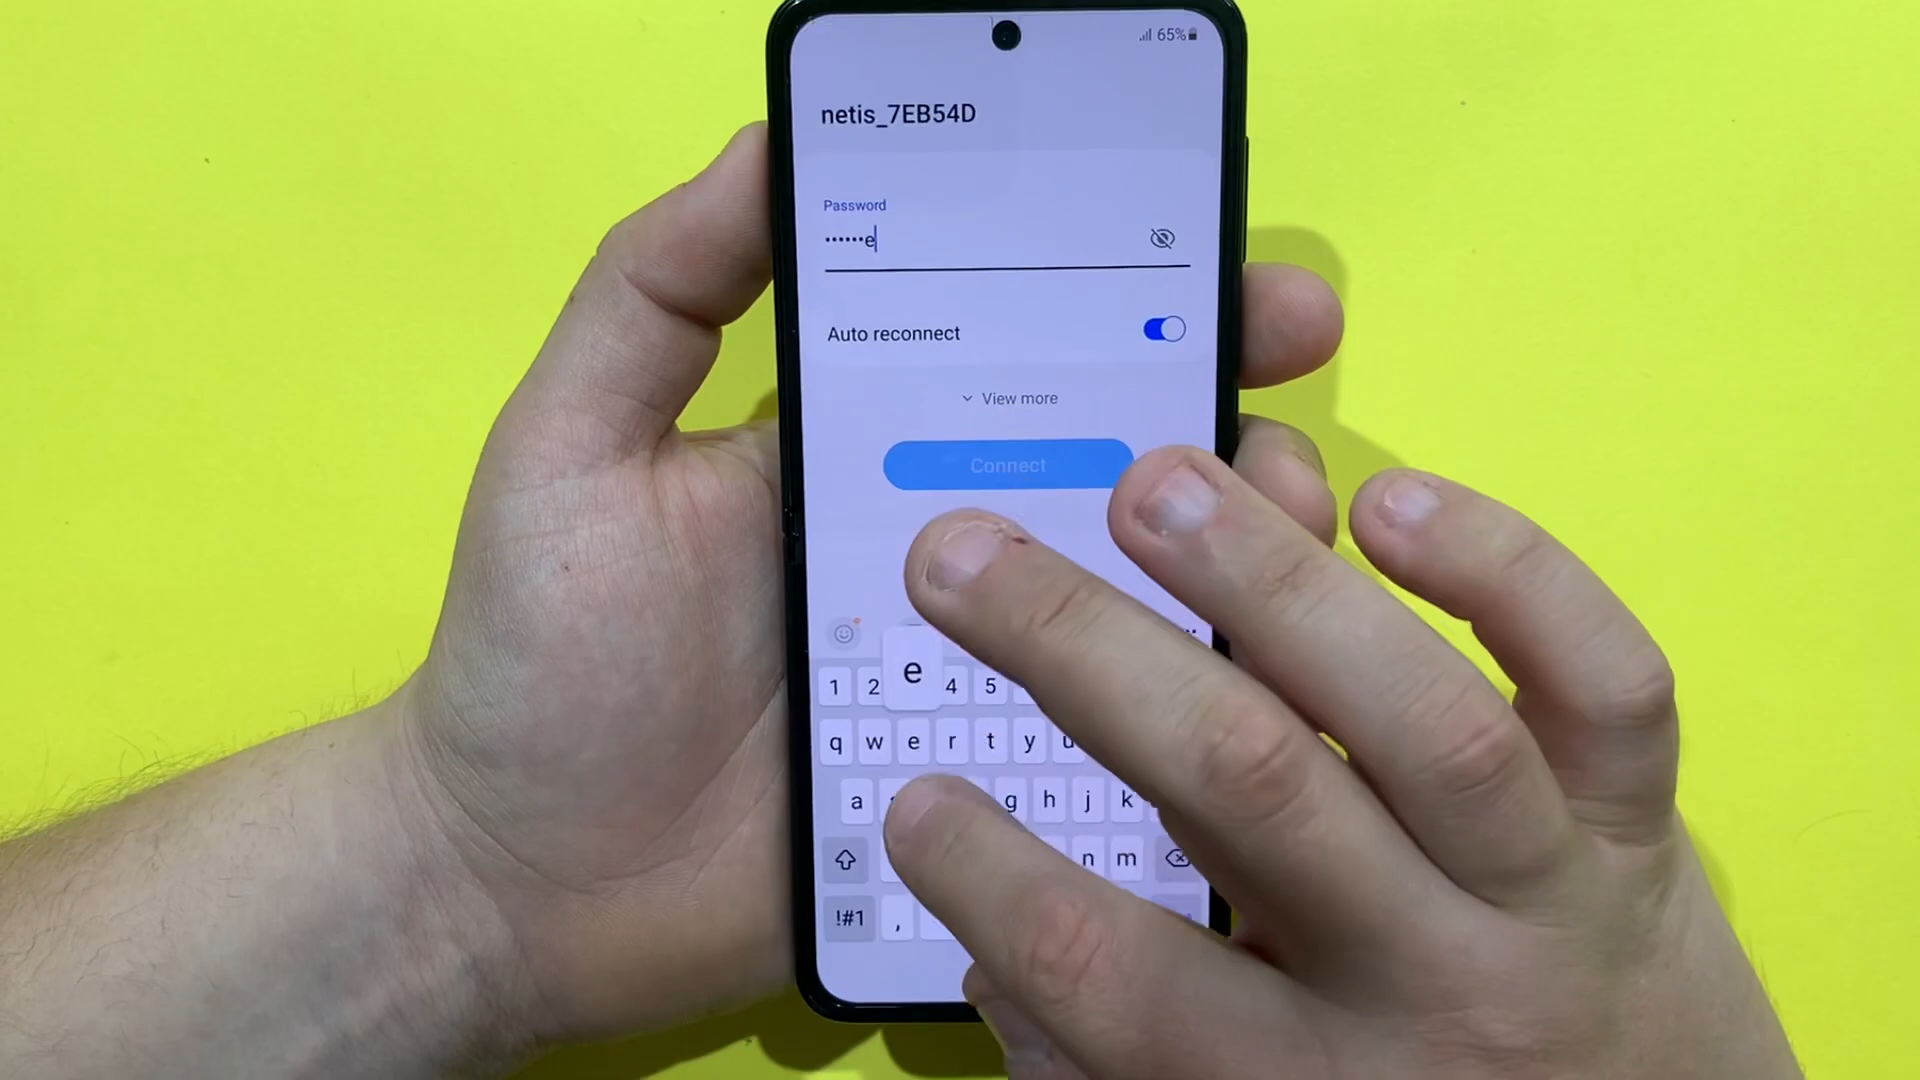 65%
netis_7EB54D
Password
••••••e
Auto reconnect
View more
Connect
e
1 2 4 5
q w e r t y u
a g h j k
n m
!#1 ,